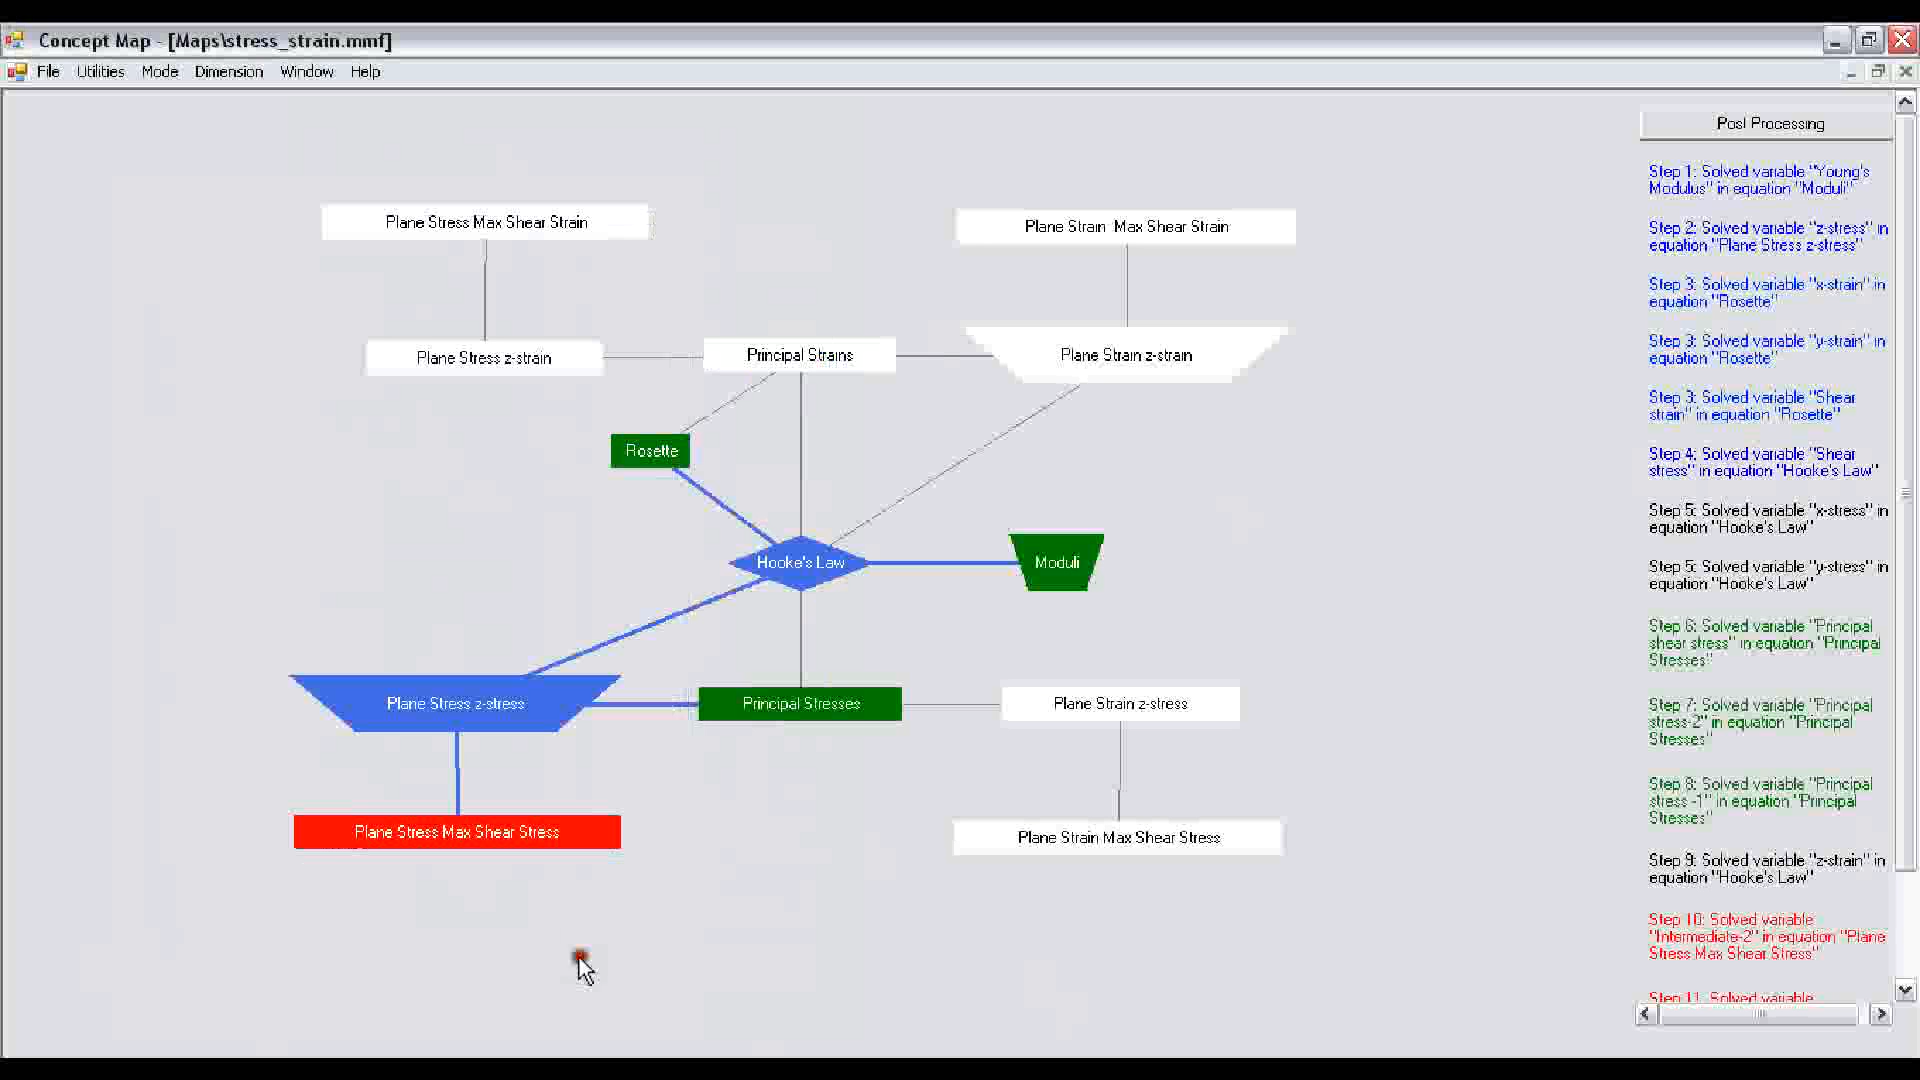 Concept Map - [Maps\stress_strain.mmf]
File Utilities Mode Dimension Window Help
Post Processing
Plane Stress Max Shear Strain
Plane Strain Max Shear Strain
Plane Stress z-strain
Principal Strains
Plane Strain z-strain
Rosette
Hooke's Law
Moduli
Plane Stress z-stress
Principal Stresses
Plane Strain z-stress
Plane Stress Max Shear Stress
Plane Strain Max Shear Stress
Step 1: Solved variable "Young's
Modulus" in equation "Moduli"
Step 2: Solved variable "z-stress" in
equation "Plane Stress z-stress"
Step 3: Solved variable "x-strain" in
equation "Rosette"
Step 3: Solved variable "y-strain" in
equation "Rosette"
Step 3: Solved variable "Shear
strain" in equation "Rosette"
Step 4: Solved variable "Shear
stress" in equation "Hooke's Law"
Step 5: Solved variable "x-stress" in
equation "Hooke's Law"
Step 5: Solved variable "y-stress" in
equation "Hooke's Law"
Step 6: Solved variable "Principal
shear stress" in equation "Principal
Stresses"
Step 7: Solved variable "Principal
stress-2" in equation "Principal
Stresses"
Step 8: Solved variable "Principal
stress -1" in equation "Principal
Stresses"
Step 9: Solved variable "z-strain" in
equation "Hooke's Law"
Step 10: Solved variable
"Intermediate-2" in equation "Plane
Stress Max Shear Stress"
Step 11: Solved variable